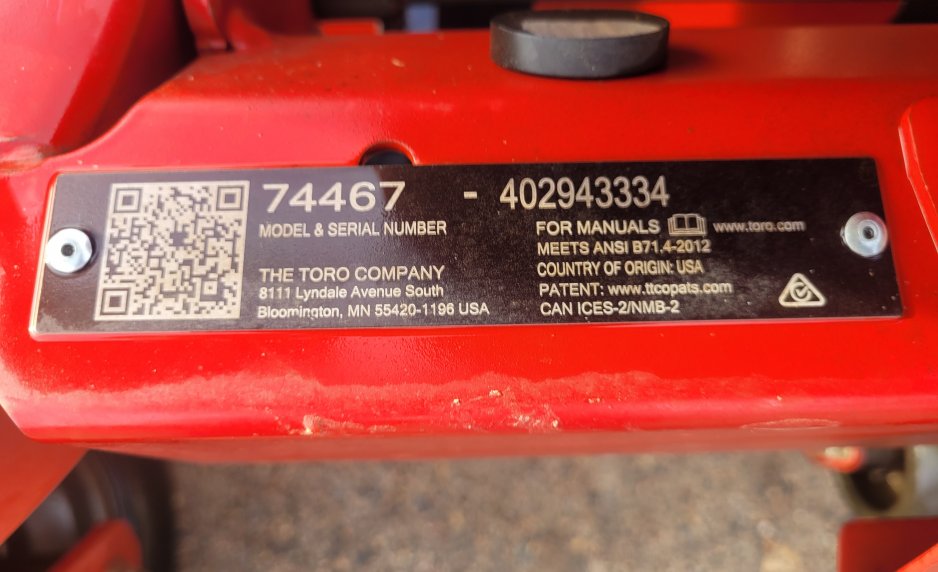 74467 - 402943334
MODEL & SERIAL NUMBER
THE TORO COMPANY
8111 Lyndale Avenue South
Bloomington, MN 55420-1196 USA
FOR MANUALS www.toro.com
MEETS ANSI B71.4-2012
COUNTRY OF ORIGIN: USA
PATENT: www.ttcopats.com
CAN ICES-2/NMB-2